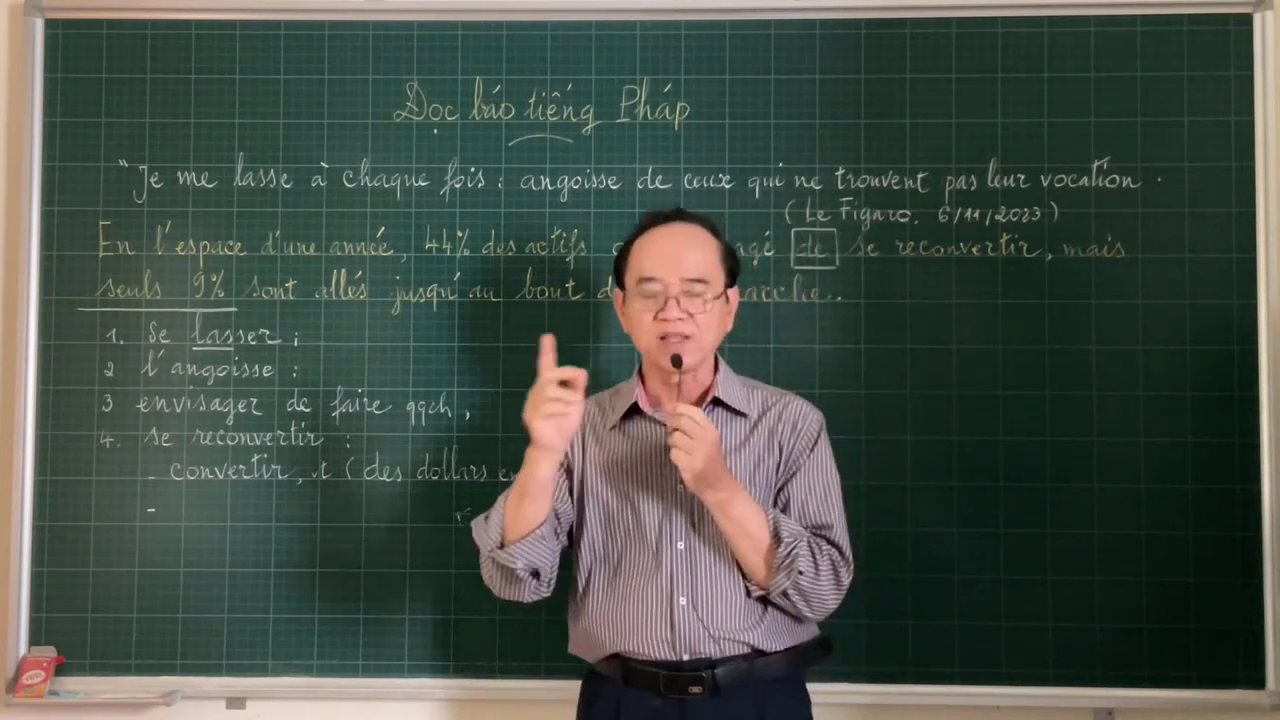 Đọc báo tiếng Pháp
"Je me lasse à chaque fois : angoisse de ceux qui ne trouvent pas leur vocation.
(Le Figaro. 6/11/2023)
En l'espace d'une année, 44% des actifs agé de se reconvertir, mais
seuls 9% sont allés jusqu'au bout d arche.
1. Se lasser ;
2 l'angoisse :
3 envisager de faire qqch,
4. se reconvertir :
- convertir, vt (des dollars en
-